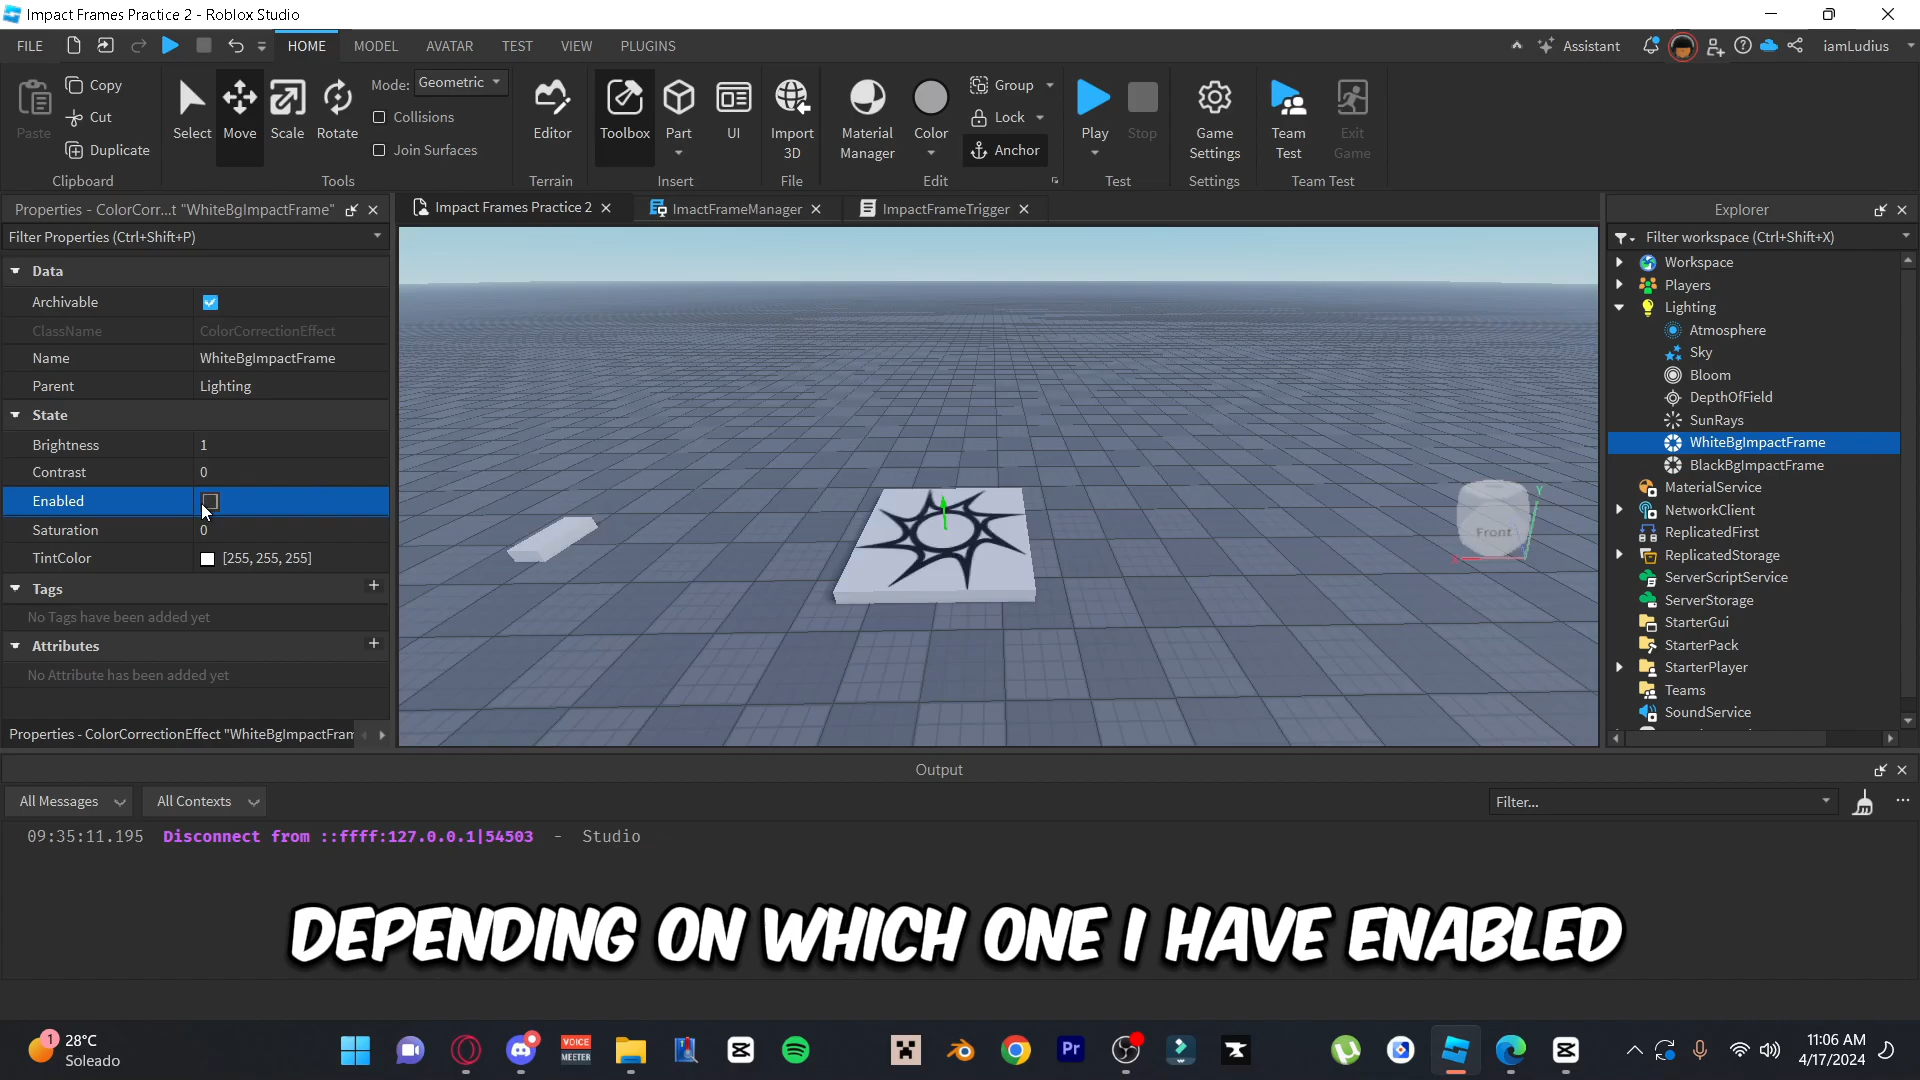 Impact Frames Practice 2 - Roblox Studio
FILE HOME MODEL AVATAR TEST VIEW PLUGINS Assistant iamLudius
Paste Copy Cut Duplicate Clipboard
Select Move Scale Rotate Mode: Geometric Collisions Join Surfaces Tools
Editor Terrain
Toolbox Part UI Insert
Import 3D File
Material Manager Color Group Lock Anchor Edit
Play Stop Test
Game Settings Settings
Team Test Exit Game Team Test
Properties - ColorCorr...t "WhiteBgImpactFrame"
Filter Properties (Ctrl+Shift+P)
Data
Archivable
ClassName ColorCorrectionEffect
Name WhiteBgImpactFrame
Parent Lighting
State
Brightness 1
Contrast 0
Enabled
Saturation 0
TintColor [255, 255, 255]
Tags +
No Tags have been added yet
Attributes +
No Attribute has been added yet
Properties - ColorCorrectionEffect "WhiteBgImpactFram
Impact Frames Practice 2 ImactFrameManager ImpactFrameTrigger
Front
Y
Explorer
Filter workspace (Ctrl+Shift+X)
Workspace
Players
Lighting
Atmosphere
Sky
Bloom
DepthOfField
SunRays
WhiteBgImpactFrame
BlackBgImpactFrame
MaterialService
NetworkClient
ReplicatedFirst
ReplicatedStorage
ServerScriptService
ServerStorage
StarterGui
StarterPack
StarterPlayer
Teams
SoundService
Output
All Messages All Contexts Filter...
09:35:11.195 Disconnect from ::ffff:127.0.0.1|54503 - Studio
DEPENDING ON WHICH ONE I HAVE ENABLED
1 28°C
Soleado
VOICE MEETER
Pr
11:06 AM
4/17/2024